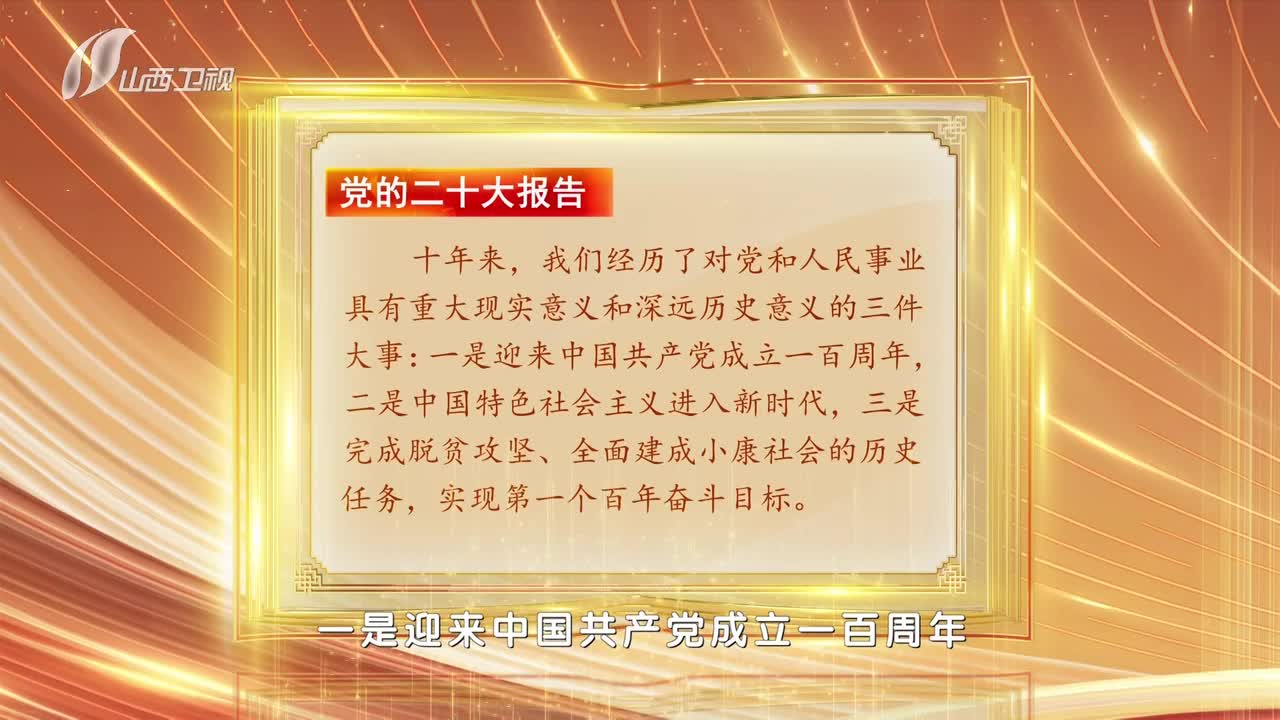 山西卫视
党的二十大报告
十年来，我们经历了对党和人民事业
具有重大现实意义和深远历史意义的三件
大事：一是迎来中国共产党成立一百周年，
二是中国特色社会主义进入新时代，三是
完成脱贫攻坚、全面建成小康社会的历史
任务，实现第一个百年奋斗目标。
一是迎来中国共产党成立一百周年